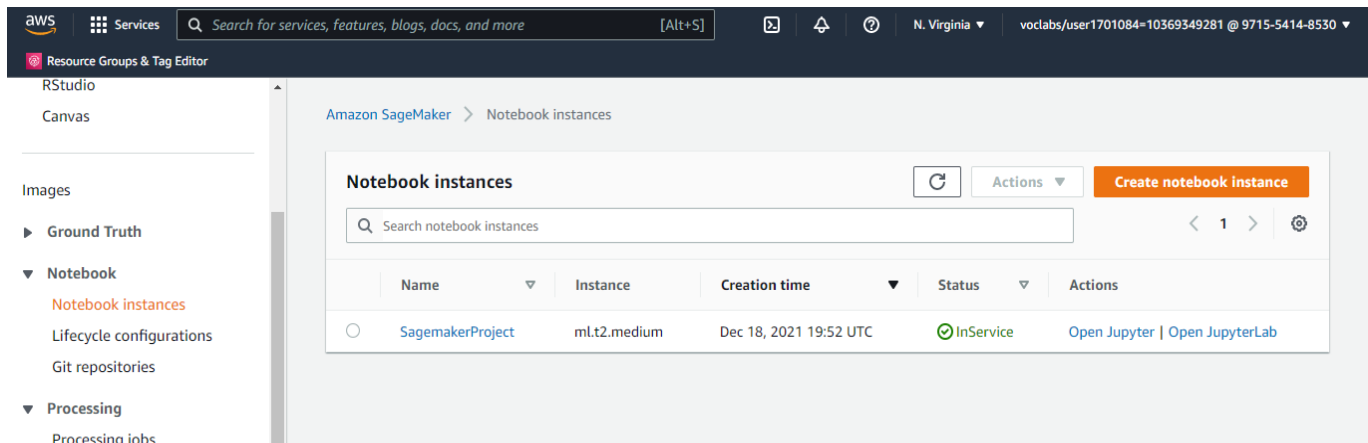 aws
Services
Search for services, features, blogs, docs, and more [Alt+S]
N. Virginia ▼
voclabs/user1701084=10369349281 @ 9715-5414-8530 ▼
Resource Groups & Tag Editor
RStudio
Canvas
Images
Ground Truth
Notebook
Notebook instances
Lifecycle configurations
Git repositories
Processing
Processing jobs
Amazon SageMaker > Notebook instances
Notebook instances
Actions ▼
Create notebook instance
Search notebook instances
< 1 >
Name Instance Creation time Status Actions
SagemakerProject ml.t2.medium Dec 18, 2021 19:52 UTC InService Open Jupyter | Open JupyterLab